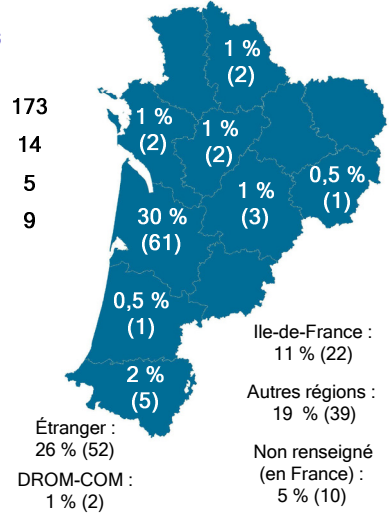 1 %
(2)
173
1 %
(2)
1 %
(2)
14
5
0,5 %
(1)
1 %
(3)
9
30 %
(61)
0,5 %
(1)
Ile-de-France :
11 % (22)
2 %
(5)
Autres régions :
19 % (39)
Étranger :
26 % (52)
Non renseigné
(en France) :
5 % (10)
DROM-COM :
1 % (2)